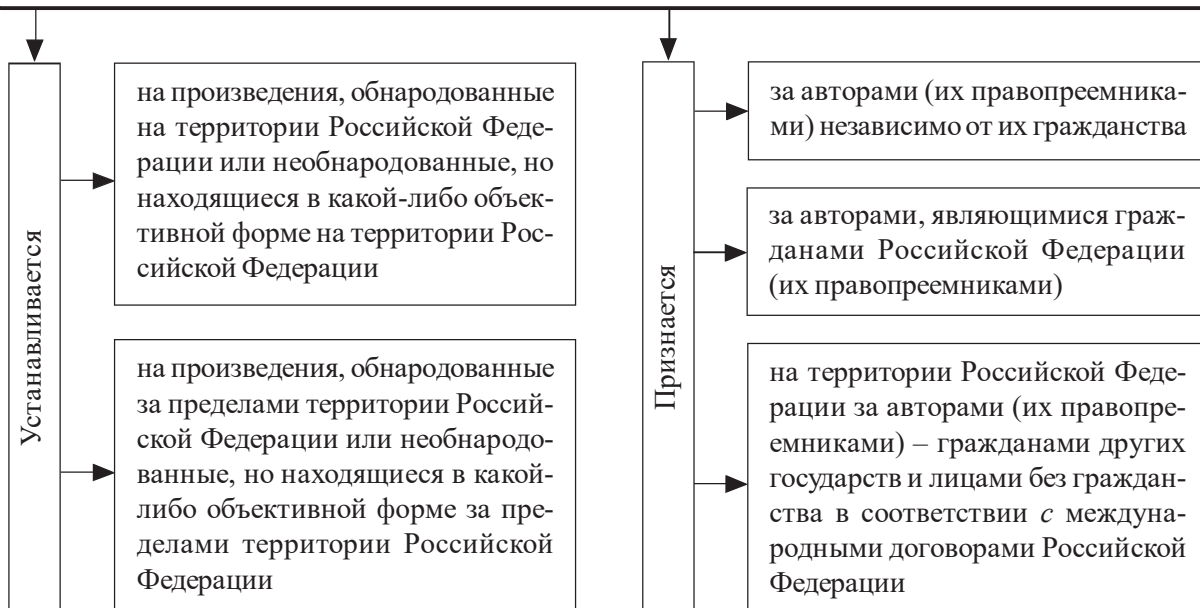 Устанавливается
на произведения, обнародованные
на территории Российской Феде-
рации или необнародованные, но
находящиеся в какой-либо объек-
тивной форме на территории Рос-
сийской Федерации
на произведения, обнародованные
за пределами территории Россий-
ской Федерации или необнародо-
ванные, но находящиеся в какой-
либо объективной форме за пре-
делами территории Российской
Федерации
Признается
за авторами (их правопреемника-
ми) независимо от их гражданства
за авторами, являющимися граж-
данами Российской Федерации
(их правопреемниками)
на территории Российской Феде-
рации за авторами (их правопре-
емниками) – гражданами других
государств и лицами без граждан-
ства в соответствии с междуна-
родными договорами Российской
Федерации